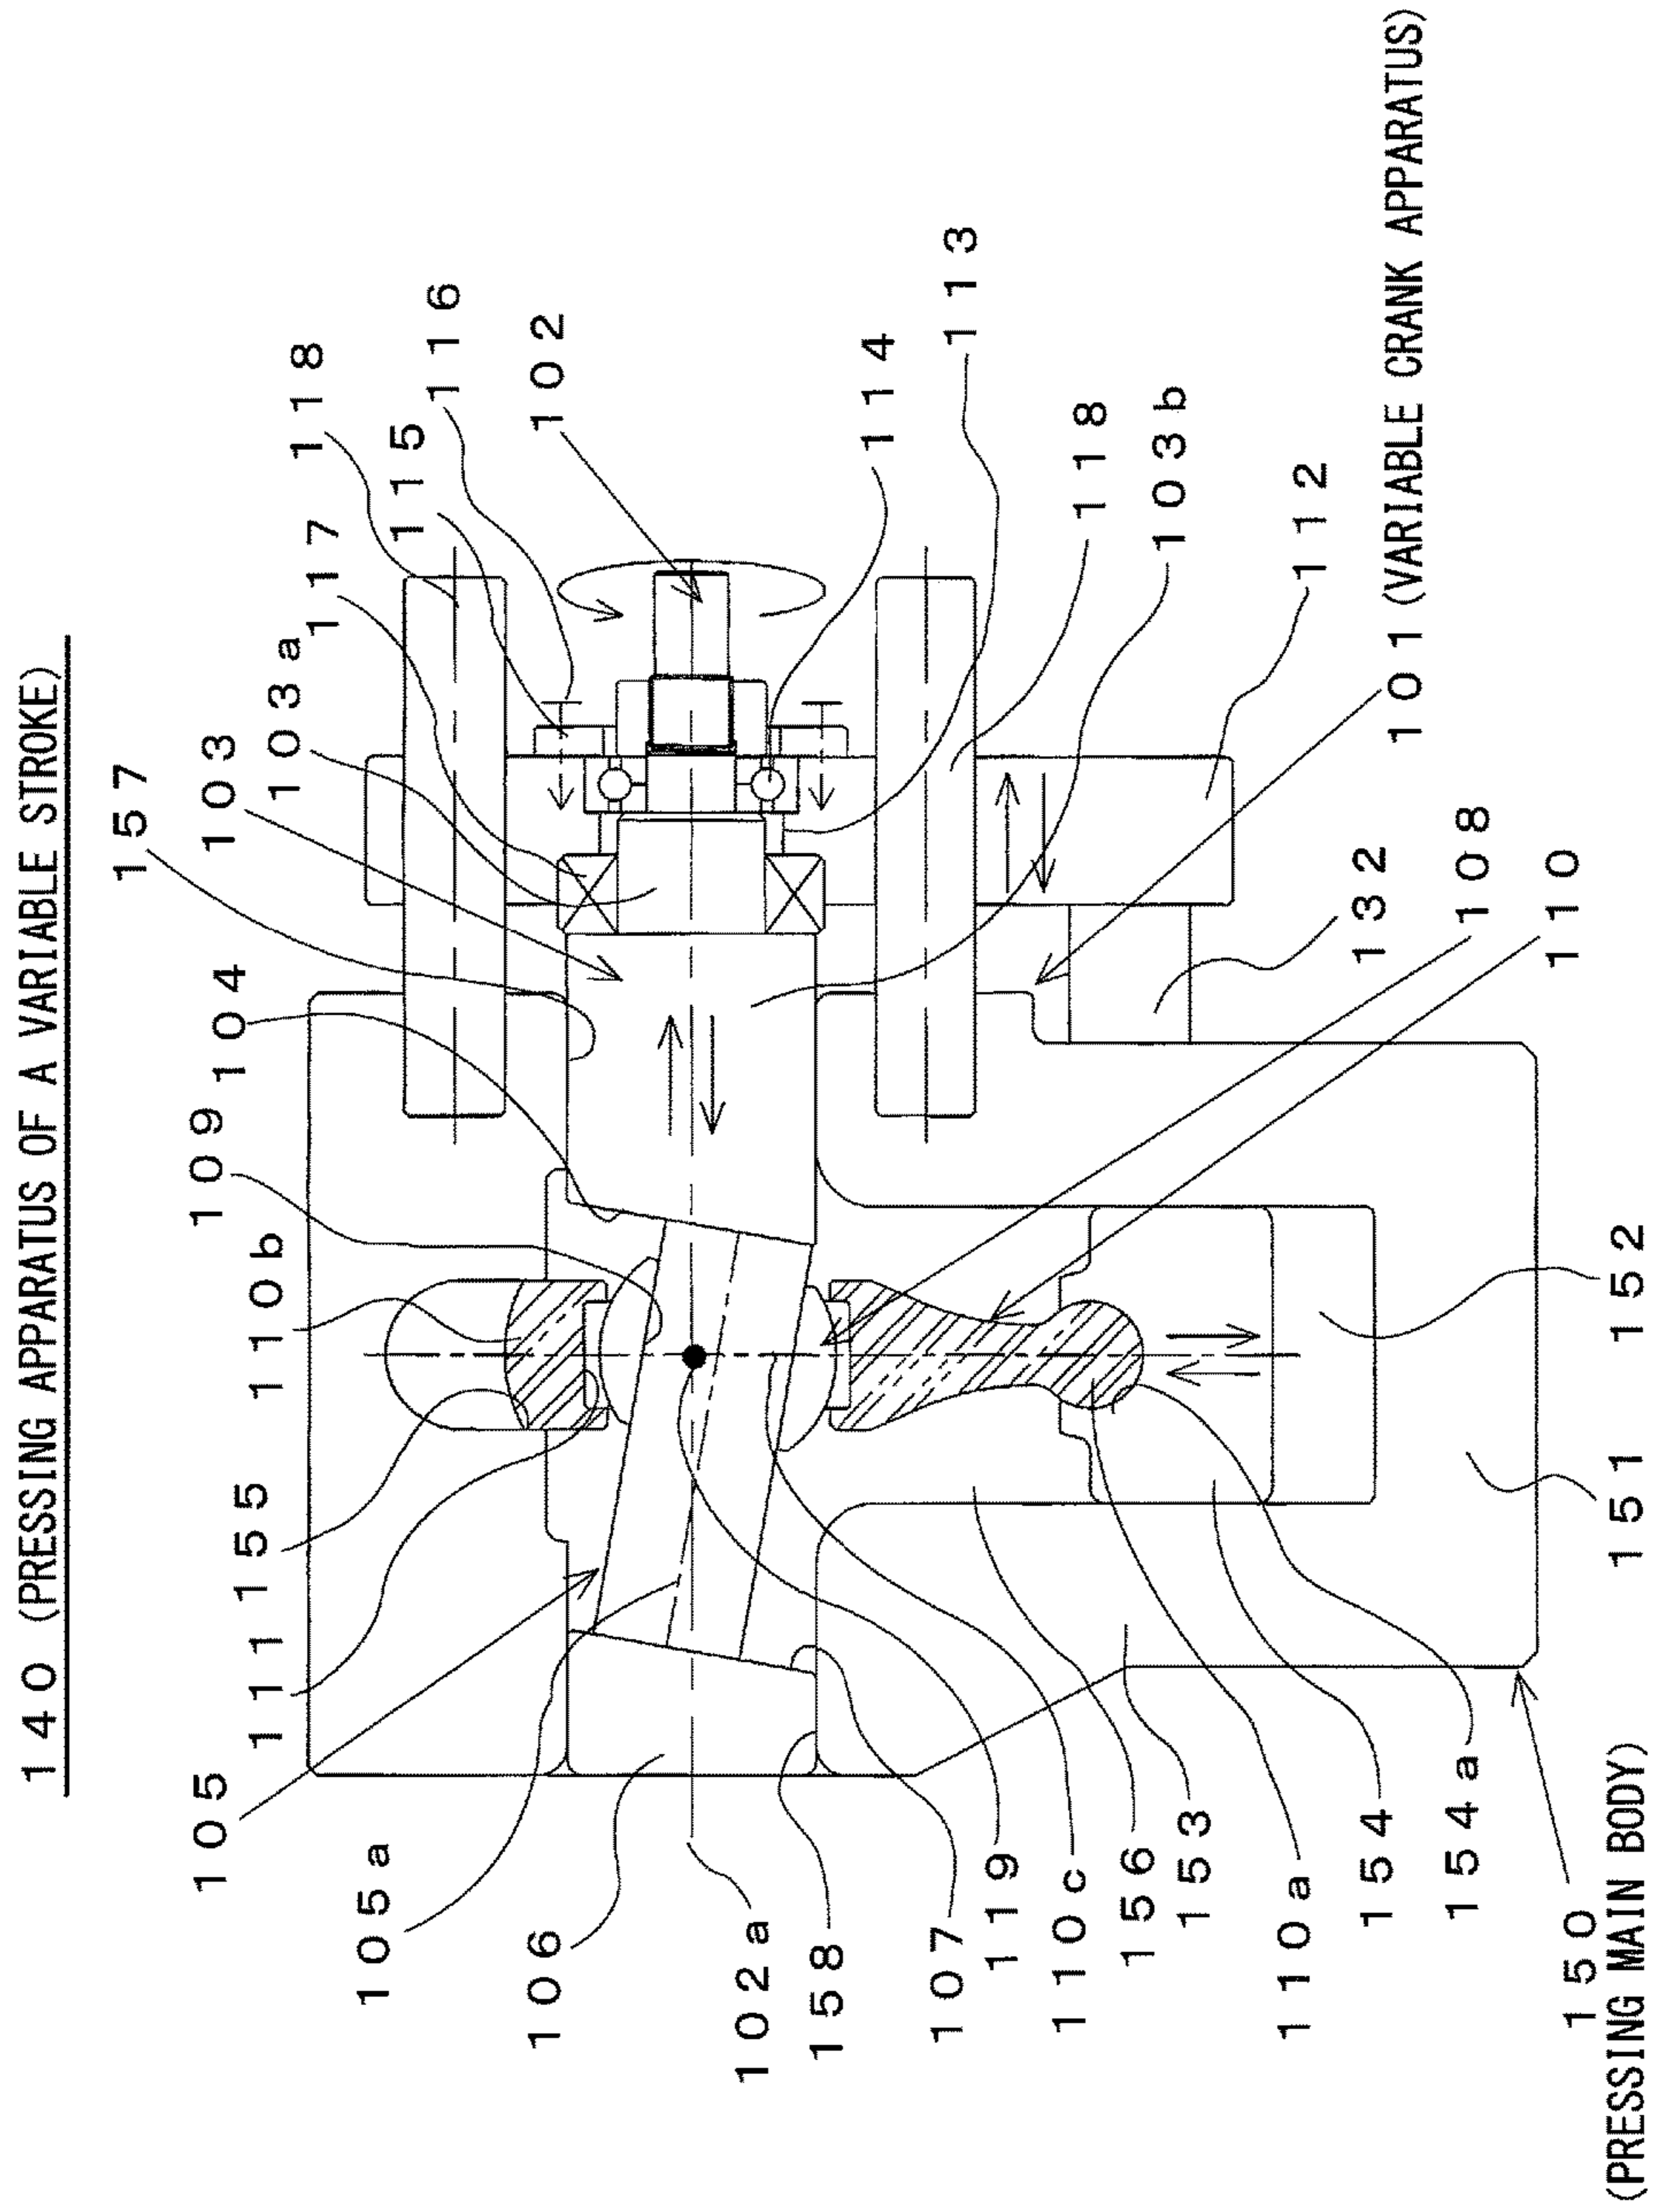 140 (PRESSING APPARATUS OF A VARIABLE STROKE)
157
109
105
103
104
155
111
110b
103a
118
117
105a
115
116
106
102
102a
158
114
107
113
119
110c
118
156
103b
153
110a
112
154
132
101 (VARIABLE CRANK APPARATUS)
154a
108
110
150
(PRESSING MAIN BODY)
151
152